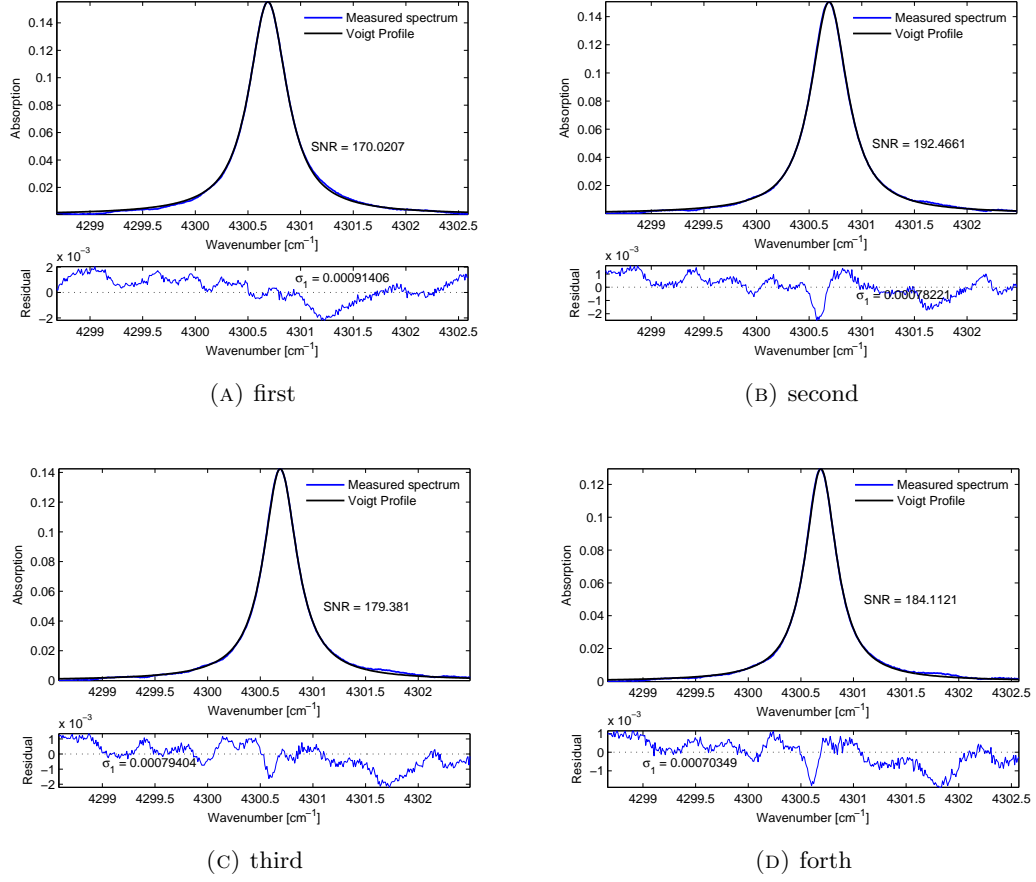 0.14
0.12
0.1
0.08
0.06
0.04
0.02
Absorption
Measured spectrum
Voigt Profile
SNR = 170.0207
4299 4299.5 4300 4300.5 4301 4301.5 4302 4302.5
Wavenumber [cm⁻¹]
x 10⁻³
2
0
−2
Residual
σ₁ = 0.00091406
4299 4299.5 4300 4300.5 4301 4301.5 4302 4302.5
Wavenumber [cm⁻¹]
(A) first
0.14
0.12
0.1
0.08
0.06
0.04
0.02
Absorption
Measured spectrum
Voigt Profile
SNR = 192.4661
4299 4299.5 4300 4300.5 4301 4301.5 4302
Wavenumber [cm⁻¹]
x 10⁻³
1
0
−1
−2
Residual
σ₁ = 0.00078221
4299 4299.5 4300 4300.5 4301 4301.5 4302
Wavenumber [cm⁻¹]
(B) second
0.14
0.12
0.1
0.08
0.06
0.04
0.02
0
Absorption
Measured spectrum
Voigt Profile
SNR = 179.381
4299 4299.5 4300 4300.5 4301 4301.5 4302
Wavenumber [cm⁻¹]
x 10⁻³
1
0
−1
−2
Residual
σ₁ = 0.00079404
4299 4299.5 4300 4300.5 4301 4301.5 4302
Wavenumber [cm⁻¹]
(C) third
0.12
0.1
0.08
0.06
0.04
0.02
0
Absorption
Measured spectrum
Voigt Profile
SNR = 184.1121
4299 4299.5 4300 4300.5 4301 4301.5 4302 4302.5
Wavenumber [cm⁻¹]
x 10⁻³
1
0
−1
Residual
σ₁ = 0.00070349
4299 4299.5 4300 4300.5 4301 4301.5 4302 4302.5
Wavenumber [cm⁻¹]
(D) forth